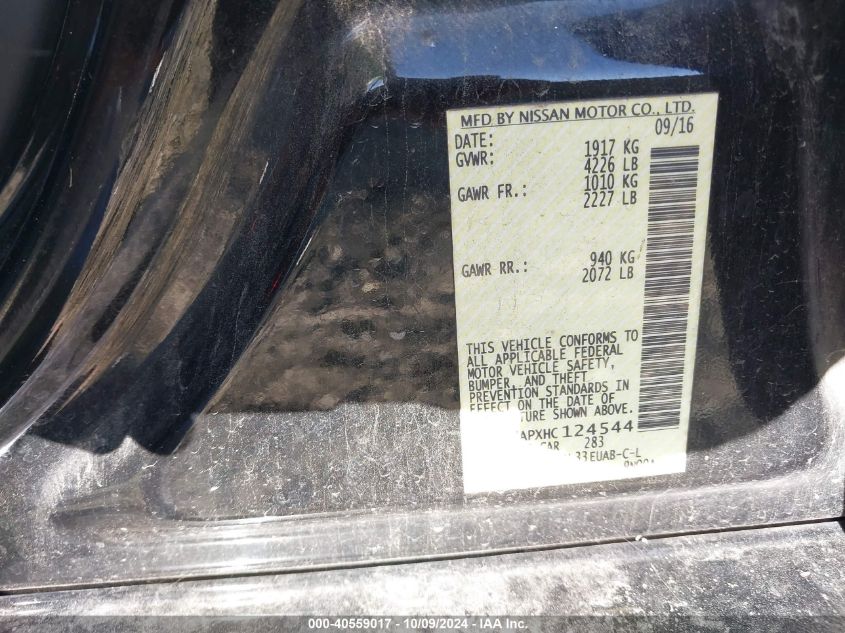 MFD BY NISSAN MOTOR CO., LTD.
DATE: 09/16
GVWR: 1917 KG
4226 LB
GAWR FR.: 1010 KG
2227 LB
GAWR RR.: 940 KG
2072 LB
THIS VEHICLE CONFORMS TO
ALL APPLICABLE FEDERAL
MOTOR VEHICLE SAFETY,
BUMPER, AND THEFT
PREVENTION STANDARDS IN
EFFECT ON THE DATE OF
TURE SHOWN ABOVE.
APXHC124544
CAR 283
33EUAB-C-L
000-40559017 - 10/09/2024 - IAA Inc.